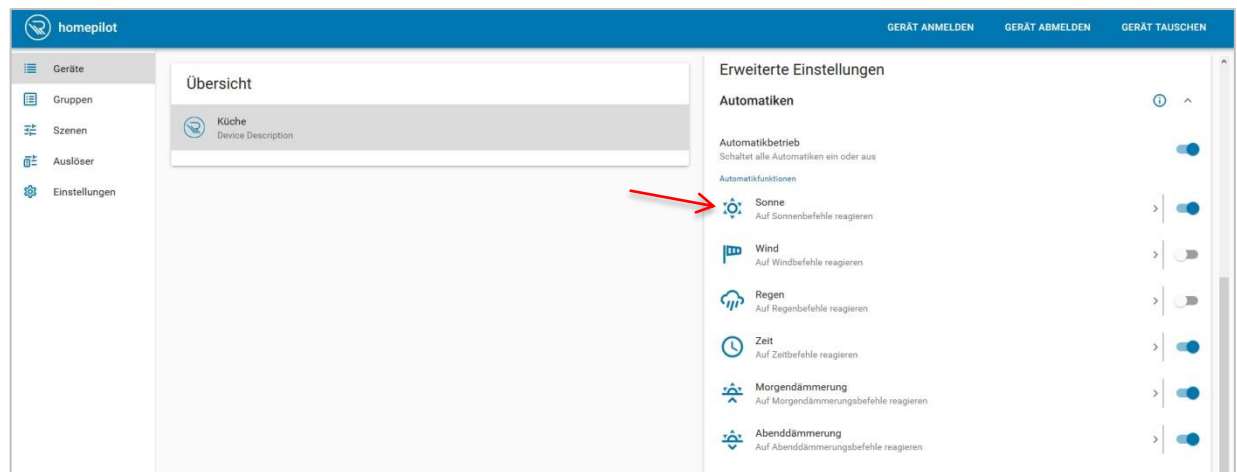 homepilot
GERÄT ANMELDEN
GERÄT ABMELDEN
GERÄT TAUSCHEN
Geräte
Gruppen
Szenen
Auslöser
Einstellungen
Übersicht
Küche
Device Description
Erweiterte Einstellungen
Automatiken
Automatikbetrieb
Schaltet alle Automatiken ein oder aus
Automatikfunktionen
Sonne
Auf Sonnenbefehle reagieren
Wind
Auf Windbefehle reagieren
Regen
Auf Regenbefehle reagieren
Zeit
Auf Zeitbefehle reagieren
Morgendämmerung
Auf Morgendämmerungsbefehle reagieren
Abenddämmerung
Auf Abenddämmerungsbefehle reagieren